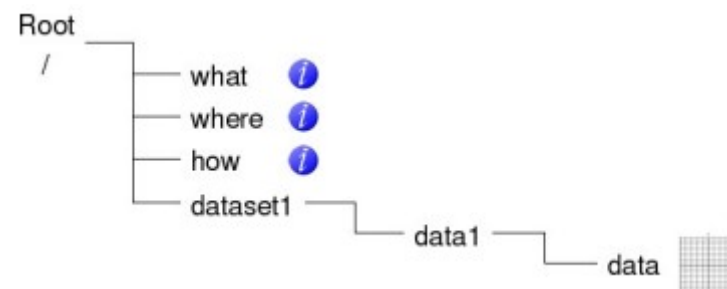 Root
/
what i
where i
how i
dataset1
data1
data